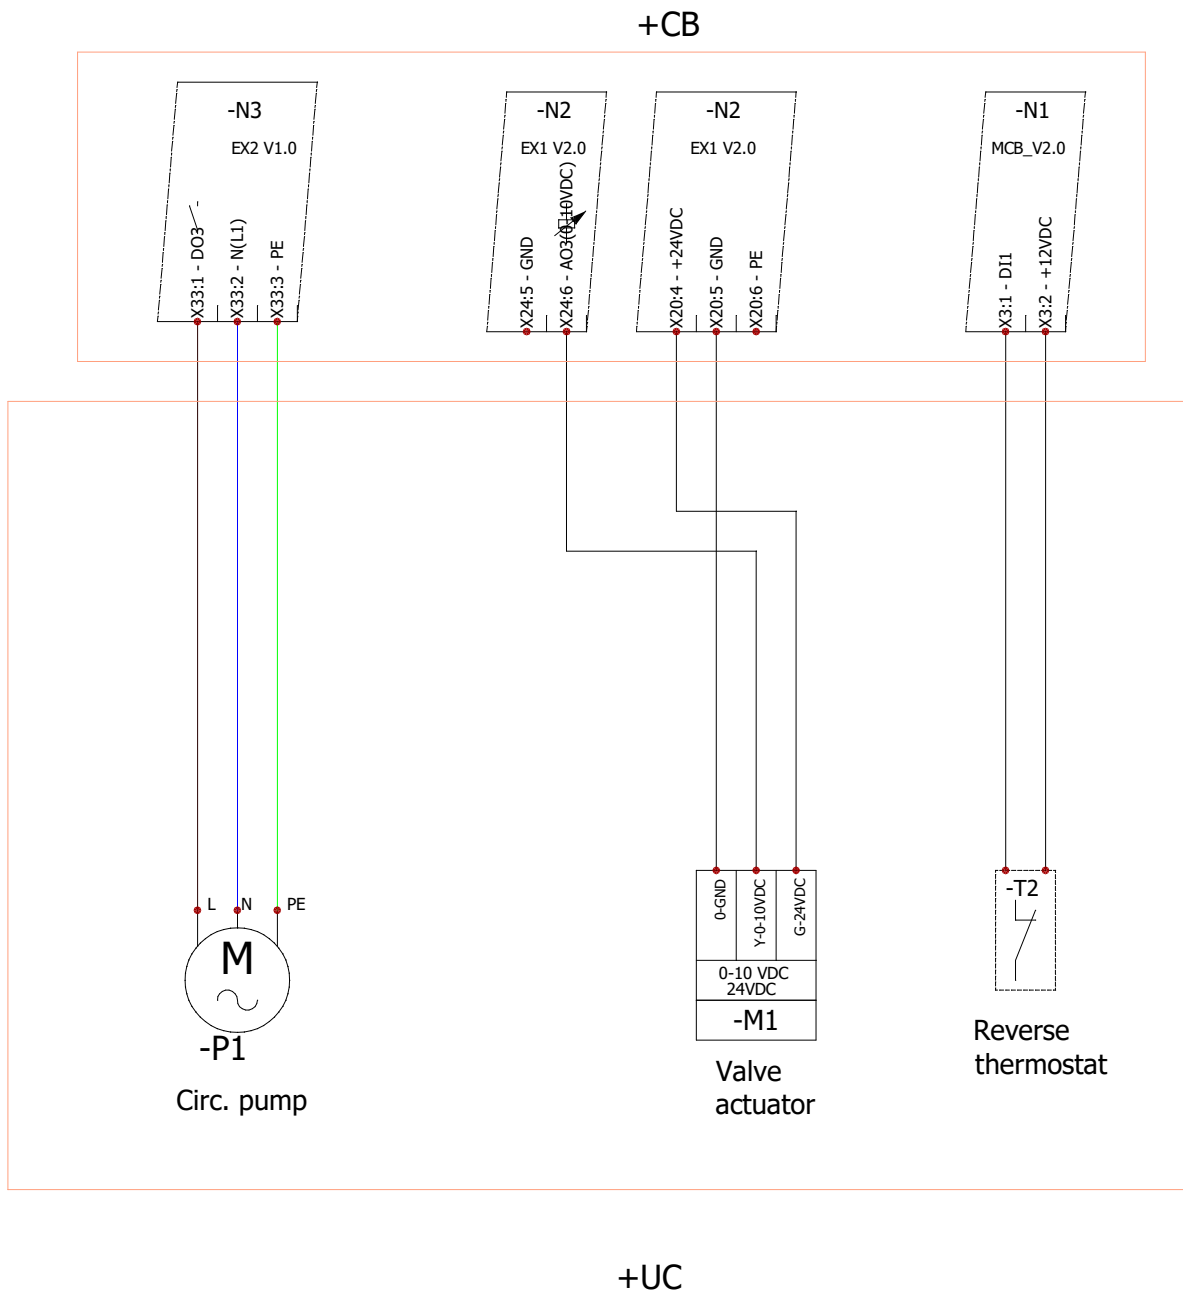 +CB
-N3
EX2 V1.0
X33:1 - DO3
X33:2 - N(L1)
X33:3 - PE
-N2
EX1 V2.0
X24:5 - GND
X24:6 - AO3(0-10VDC)
-N2
EX1 V2.0
X20:4 - +24VDC
X20:5 - GND
X20:6 - PE
-N1
MCB_V2.0
X3:1 - DI1
X3:2 - +12VDC
L
N
PE
M
-P1
Circ. pump
0-GND
Y-0-10VDC
G-24VDC
0-10 VDC
24VDC
-M1
Valve
actuator
-T2
Reverse
thermostat
+UC